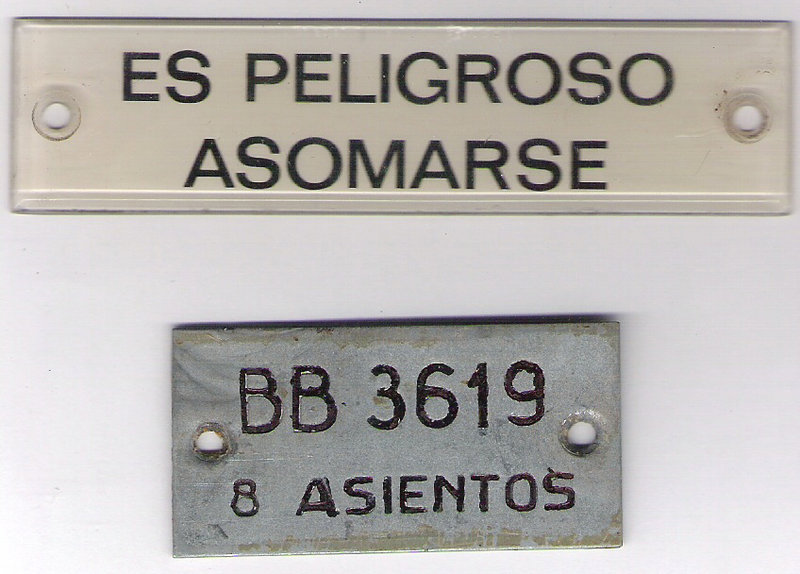 ES PELIGROSO
ASOMARSE
BB 3619
8 ASIENTOS